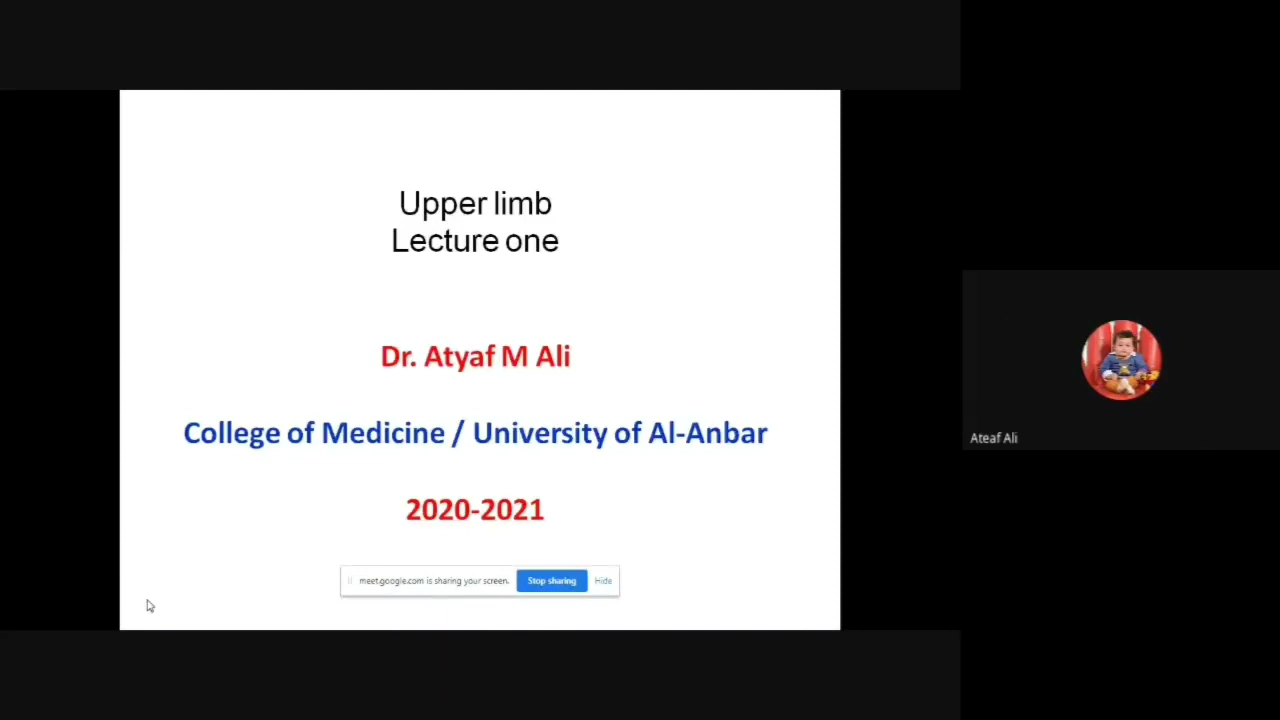 Upper limb
Lecture one
Dr. Atyaf M Ali
College of Medicine / University of Al-Anbar
2020-2021
meet.google.com is sharing your screen. Stop sharing Hide
Ateaf Ali